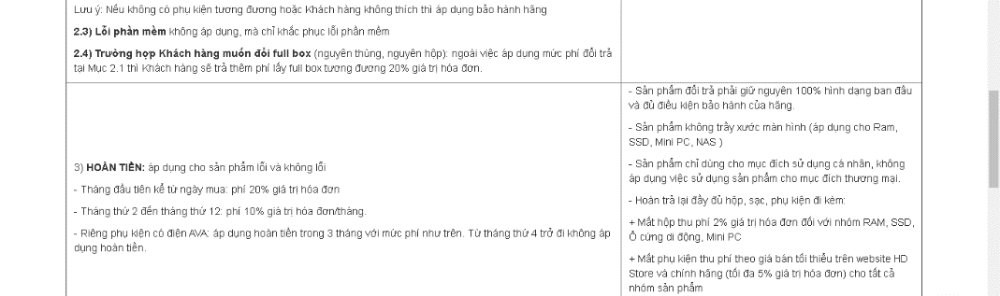 Lưu ý: Nếu không có phụ kiện tương đương hoặc Khách hàng không thích thì áp dụng bảo hành hãng
2.3) Lỗi phần mềm không áp dụng, mà chỉ khắc phục lỗi phần mềm
2.4) Trường hợp Khách hàng muốn đổi full box (nguyên thùng, nguyên hộp): ngoài việc áp dụng mức phí đổi trả
tại Mục 2.1 thì Khách hàng sẽ trả thêm phí lấy full box tương đương 20% giá trị hóa đơn.
3) HOÀN TIỀN: áp dụng cho sản phẩm lỗi và không lỗi
- Tháng đầu tiên kể từ ngày mua: phí 20% giá trị hóa đơn
- Tháng thứ 2 đến tháng thứ 12: phí 10% giá trị hóa đơn/tháng.
- Riêng phụ kiện có điện AVA: áp dụng hoàn tiền trong 3 tháng với mức phí như trên. Từ tháng thứ 4 trở đi không áp
dụng hoàn tiền.
- Sản phẩm đổi trả phải giữ nguyên 100% hình dạng ban đầu
và đủ điều kiện bảo hành của hãng.
- Sản phẩm không trầy xước màn hình (áp dụng cho Ram,
SSD, Mini PC, NAS )
- Sản phẩm chỉ dùng cho mục đích sử dụng cá nhân, không
áp dụng việc sử dụng sản phẩm cho mục đích thương mại.
- Hoàn trả lại đầy đủ hộp, sạc, phụ kiện đi kèm:
+ Mất hộp thu phí 2% giá trị hóa đơn đối với nhóm RAM, SSD,
Ổ cứng di động, Mini PC
+ Mất phụ kiện thu phí theo giá bán tối thiểu trên website HD
Store và chính hãng (tối đa 5% giá trị hóa đơn) cho tất cả
nhóm sản phẩm